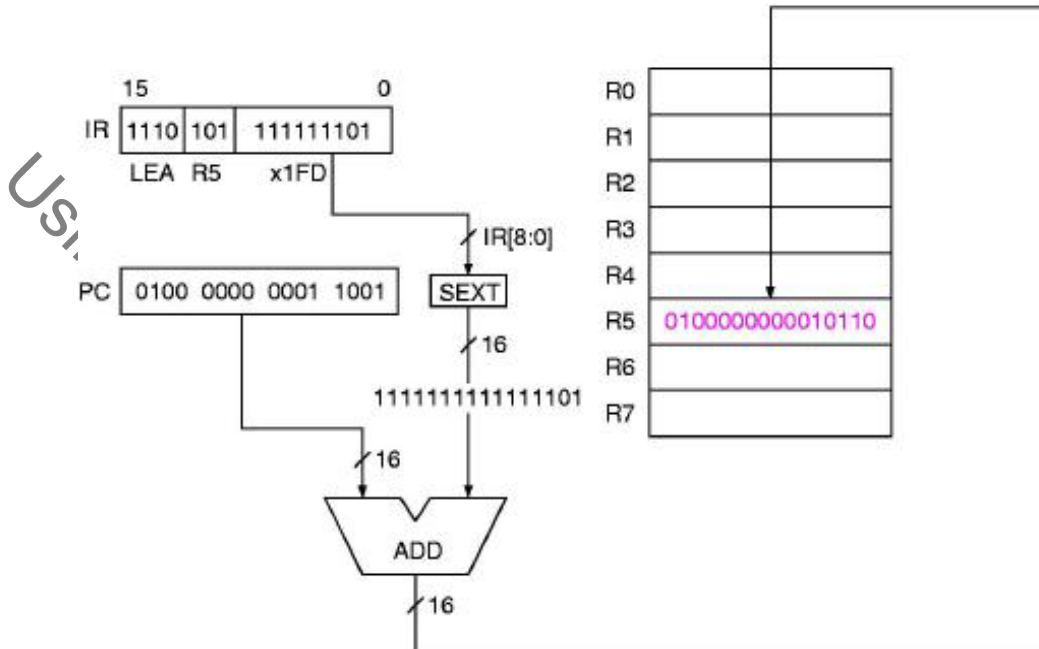 15 0
IR 1110 101 111111101
LEA R5 x1FD
IR[8:0]
PC 0100 0000 0001 1001
SEXT
16
1111111111111101
16
ADD
16
R0
R1
R2
R3
R4
R5 0100000000010110
R6
R7